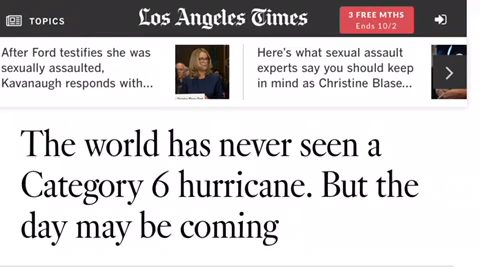 TOPICS
Los Angeles Times
3 FREE MTHS
Ends 10/2
After Ford testifies she was
sexually assaulted,
Kavanaugh responds with...
Here's what sexual assault
experts say you should keep
in mind as Christine Blase...
The world has never seen a
Category 6 hurricane. But the
day may be coming